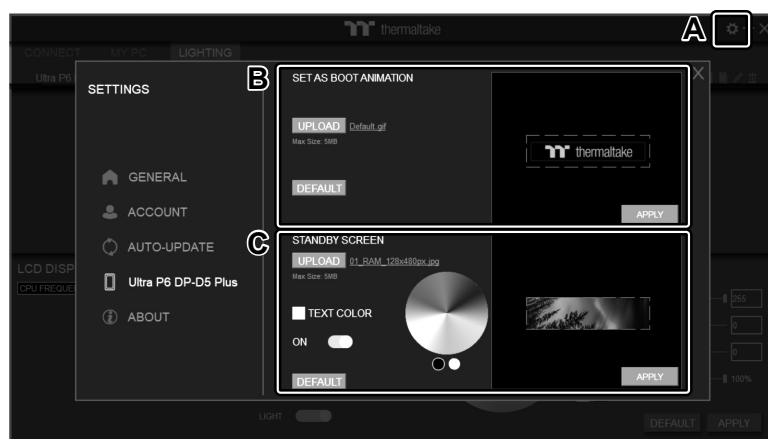 thermaltake
A
CONNECT MY PC LIGHTING
Ultra P6
B
SETTINGS
SET AS BOOT ANIMATION
UPLOAD Default.gif
Max Size: 5MB
thermaltake
DEFAULT
APPLY
GENERAL
ACCOUNT
AUTO-UPDATE
Ultra P6 DP-D5 Plus
ABOUT
C
STANDBY SCREEN
UPLOAD 01_RAM_128x480px.jpg
Max Size: 5MB
TEXT COLOR
ON
DEFAULT
APPLY
LCD DISP
CPU FREQUE
255
0
0
100%
LIGHT
DEFAULT APPLY